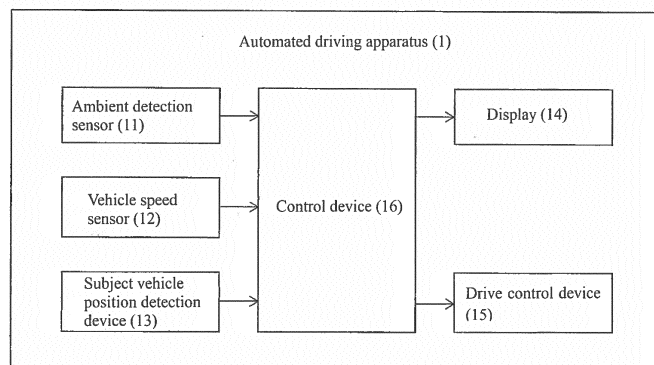 Automated driving apparatus (1)
Ambient detection
sensor (11)
Vehicle speed
sensor (12)
Subject vehicle
position detection
device (13)
Control device (16)
Display (14)
Drive control device
(15)